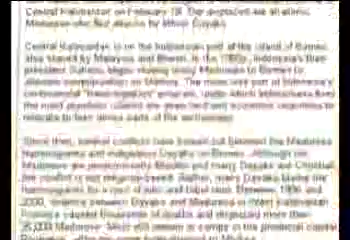 Central Kalimantan on February 18. The displaced are all ethnic
Madurese who fled attacks by ethnic Dayaks.
Central Kalimantan is on the Indonesian part of the island of Borneo,
also shared by Malaysia and Brunei. In the 1960s, Indonesia's then
president Suharto, began moving many Madurese to Borneo to
alleviate overpopulation on Madura. The move was part of Indonesia's
controversial "transmigration" program, under which Indonesians from
the most populous islands are given land and economic incentives to
relocate to less dense parts of the archipelago.
Since then, several conflicts have broken out between the Madurese
transmigrants and indigenous Dayaks on Borneo. Although the
Madurese are predominantly Muslim and many Dayaks are Christian,
the conflict is not religious-based. Rather, many Dayaks blame the
transmigrants for a loss of jobs and tribal land. Between 1996 and
2000, violence between Dayaks and Madurese in West Kalimantan
Province caused thousands of deaths and displaced more than
35,000 Madurese. Most still remain in camps in the provincial capital